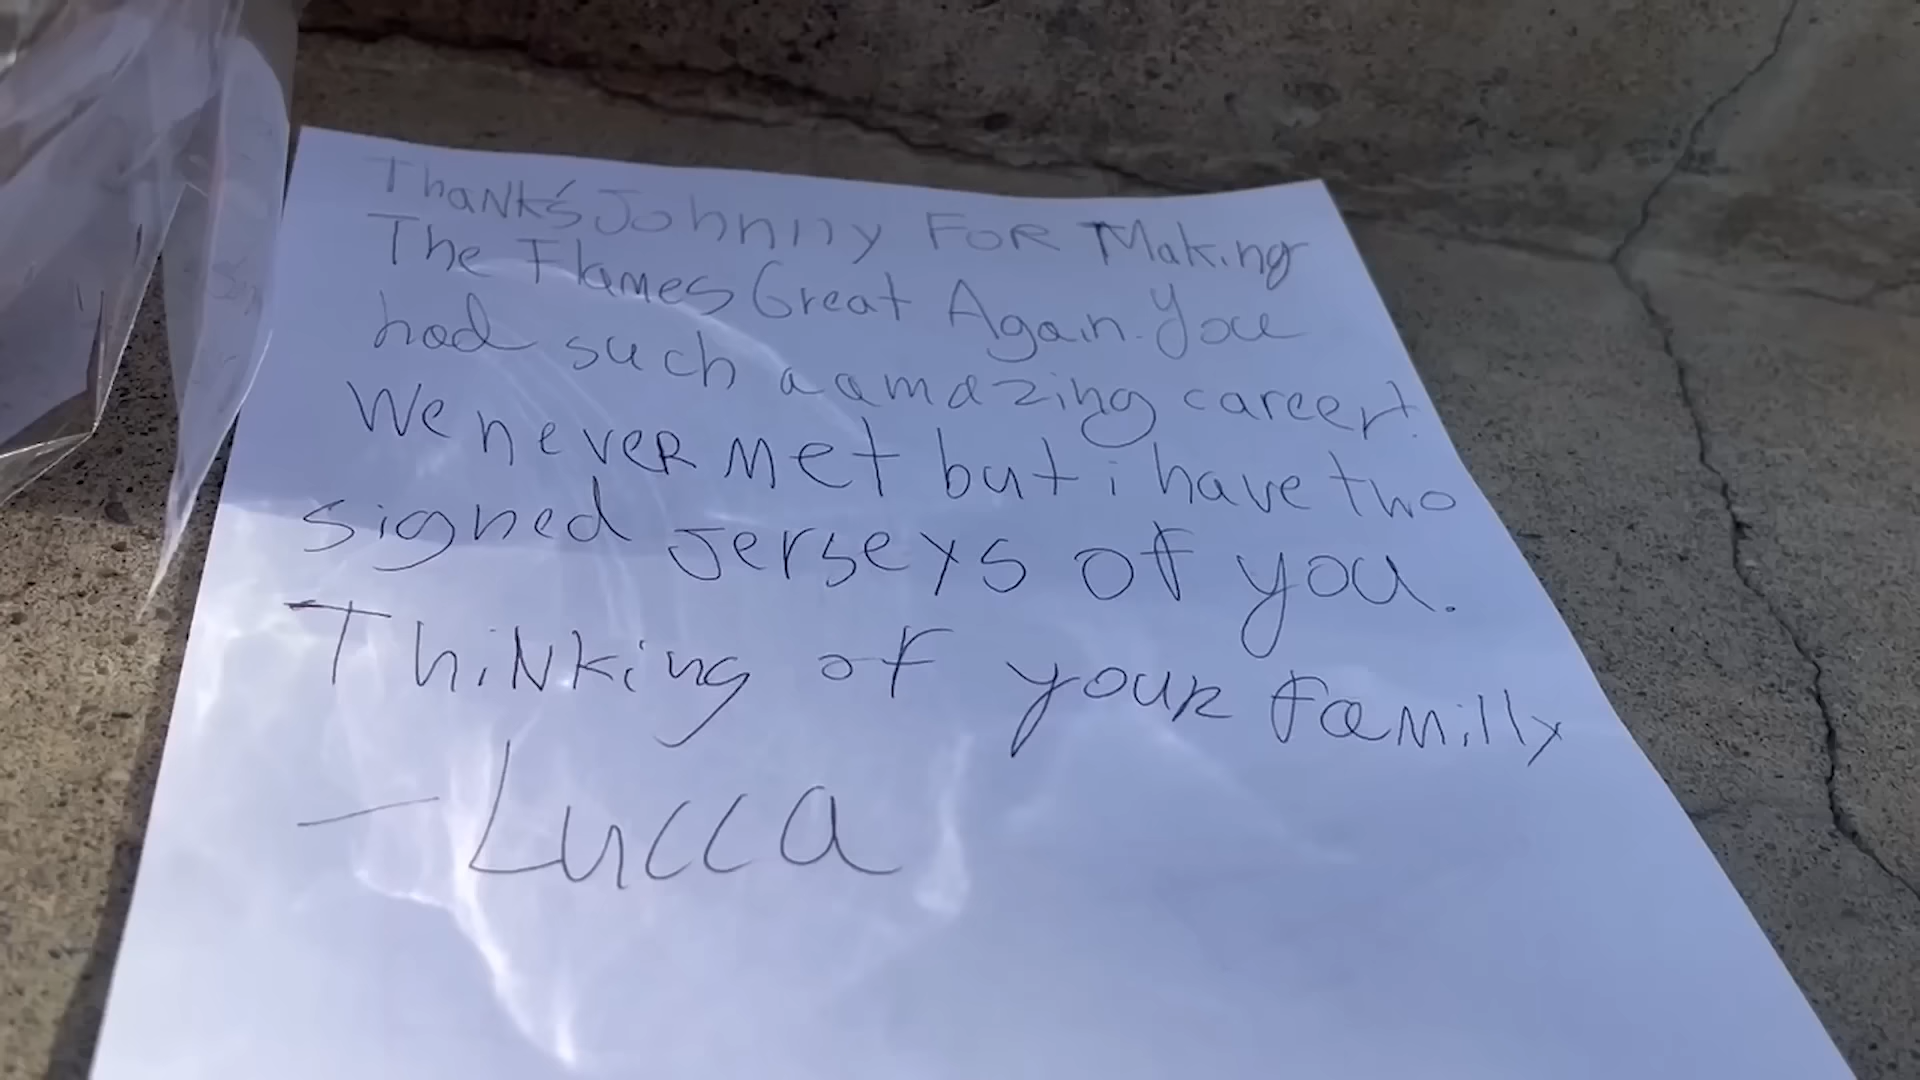 Thank's Johnny FOR Making
The Flames Great Again. You
had such a amazing career!
We never met but i have two
signed Jerseys of you.
Thinking of your familly
- Lucca